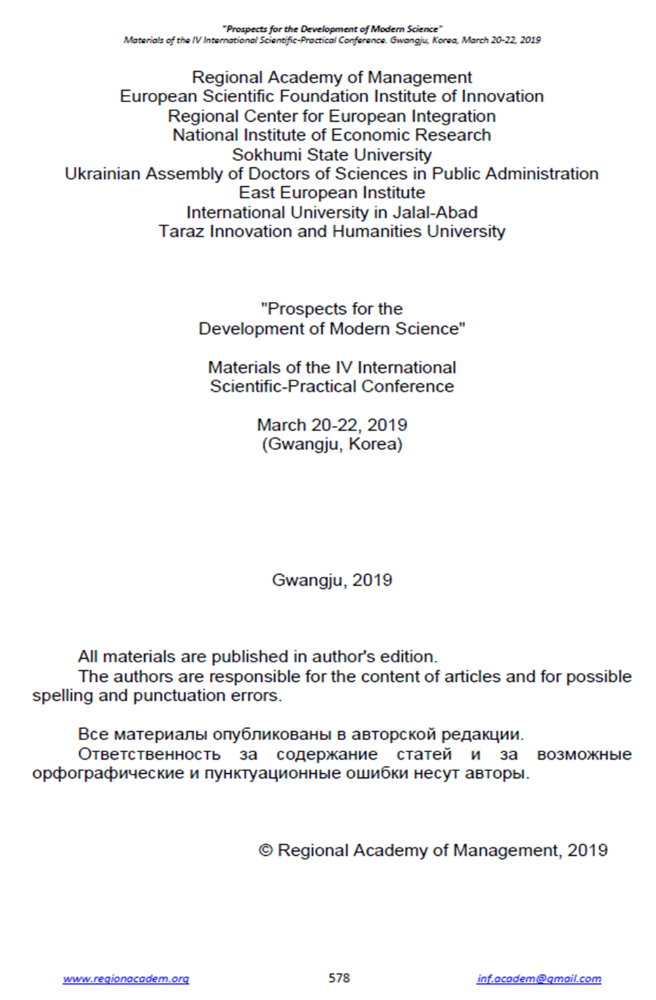 "Prospects for the Development of Modern Science"
Materials of the IV International Scientific-Practical Conference. Gwangju, Korea, March 20-22, 2019
Regional Academy of Management
European Scientific Foundation Institute of Innovation
Regional Center for European Integration
National Institute of Economic Research
Sokhumi State University
Ukrainian Assembly of Doctors of Sciences in Public Administration
East European Institute
International University in Jalal-Abad
Taraz Innovation and Humanities University
"Prospects for the
Development of Modern Science"
Materials of the IV International
Scientific-Practical Conference
March 20-22, 2019
(Gwangju, Korea)
Gwangju, 2019
All materials are published in author's edition.
The authors are responsible for the content of articles and for possible
spelling and punctuation errors.
Все материалы опубликованы в авторской редакции.
Ответственность за содержание статей и за возможные
орфографические и пунктуационные ошибки несут авторы.
© Regional Academy of Management, 2019
www.regionacadem.org 578 inf.academ@gmail.com